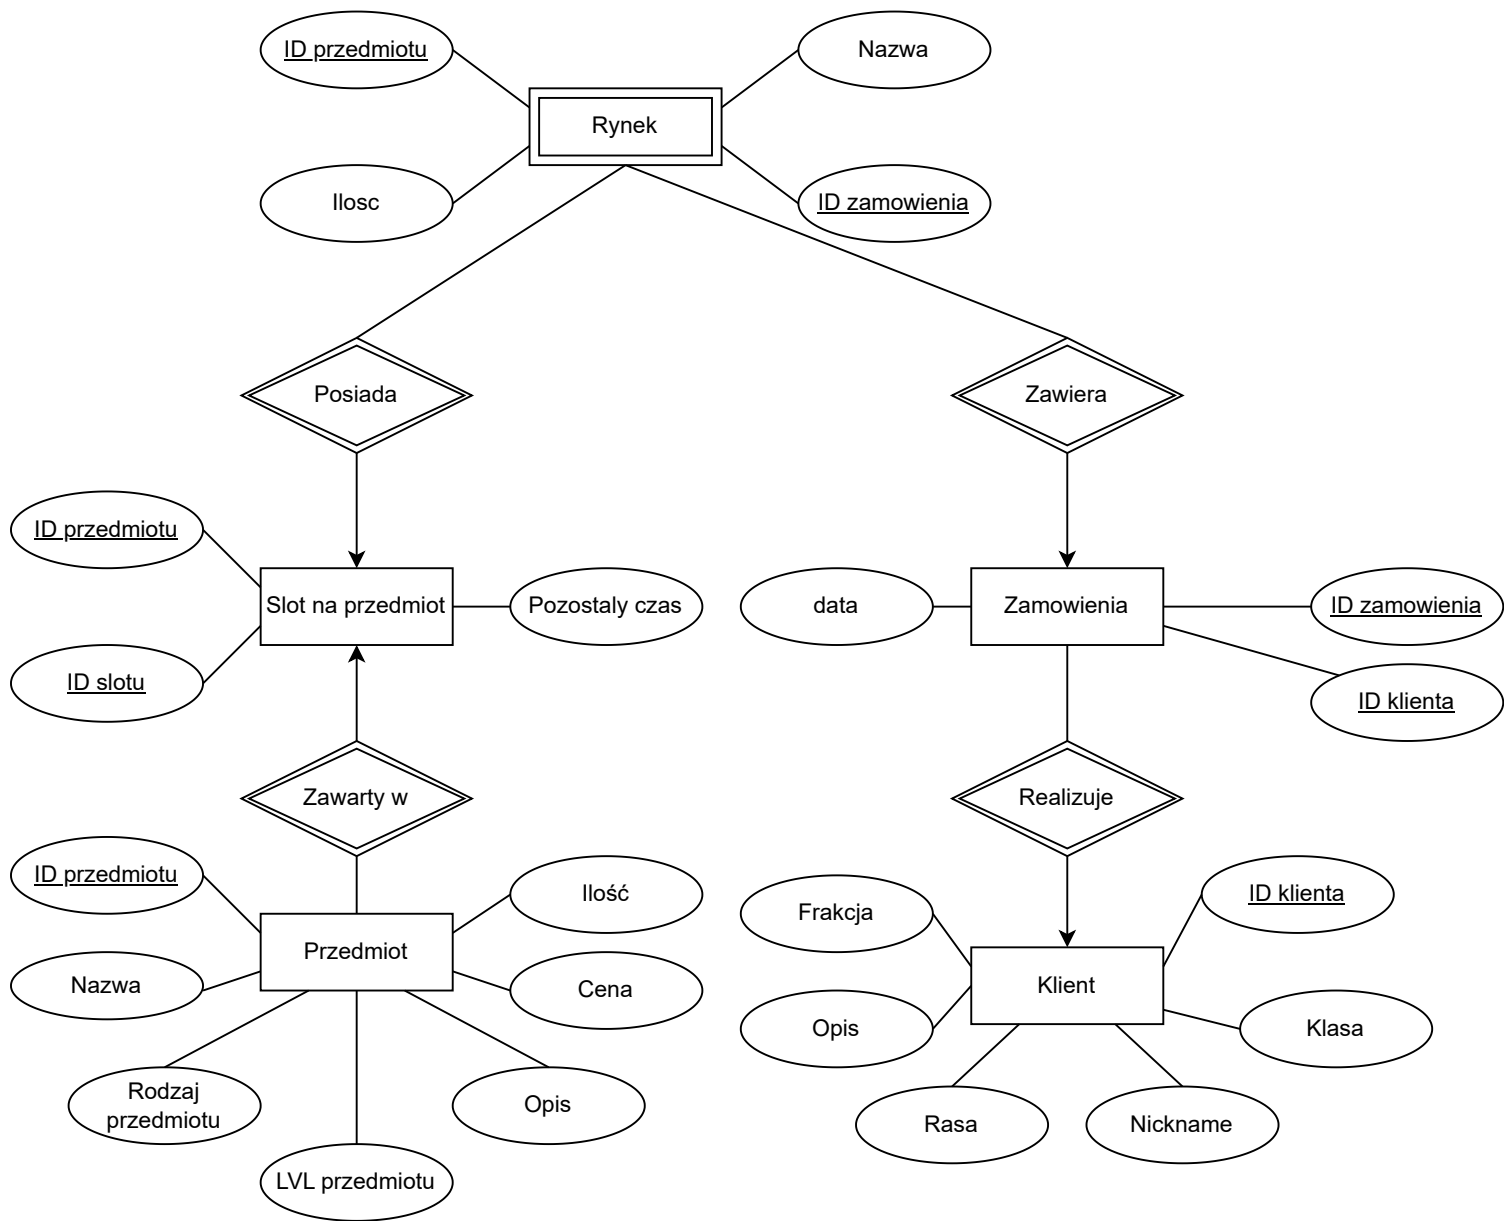 ID przedmiotu
Nazwa
Rynek
Ilosc
ID zamowienia
Posiada
Zawiera
ID przedmiotu
Slot na przedmiot
Pozostaly czas
data
Zamowienia
ID zamowienia
ID slotu
ID klienta
Zawarty w
Realizuje
ID przedmiotu
Ilość
Frakcja
ID klienta
Przedmiot
Nazwa
Cena
Klient
Opis
Klasa
Rodzaj
przedmiotu
Opis
Rasa
Nickname
LVL przedmiotu